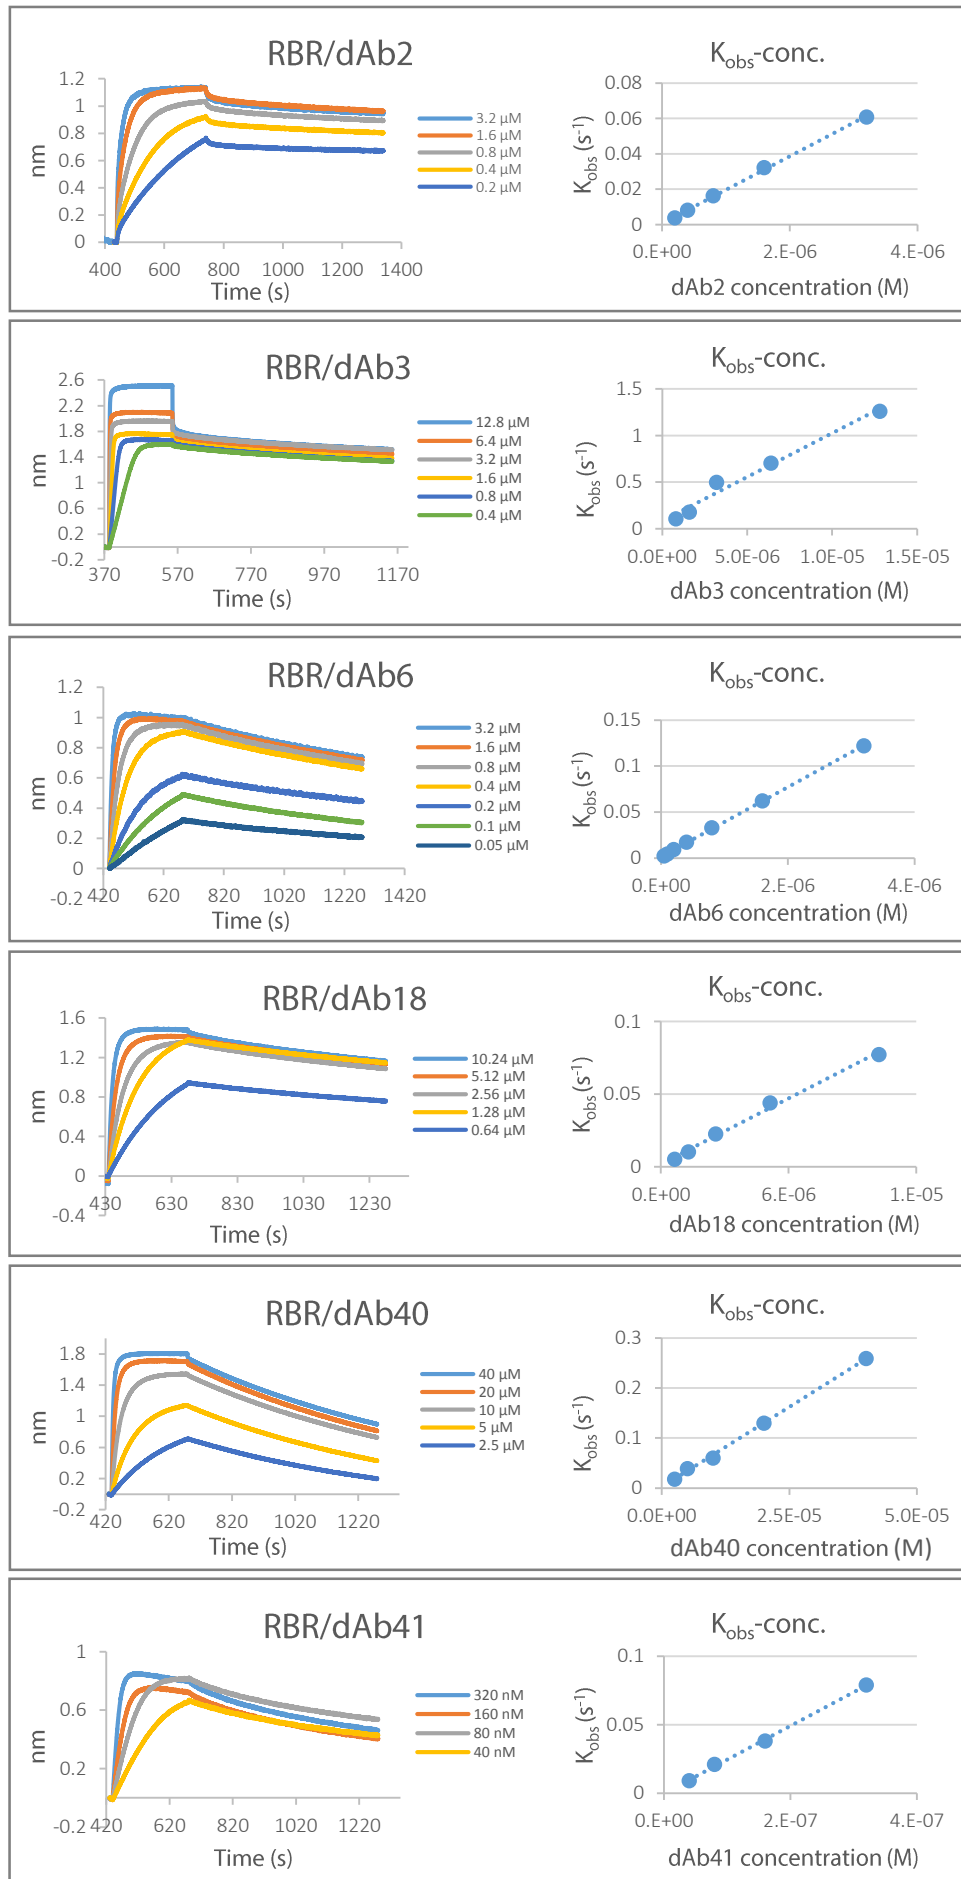 RBR/dAb2
K_obs-conc.
1.2
1
0.8
0.6
0.4
0.2
0
nm
400 600 800 1000 1200 1400
Time (s)
3.2 µM
1.6 µM
0.8 µM
0.4 µM
0.2 µM
0.08
0.06
0.04
0.02
0
K_obs (s⁻¹)
0.E+00 2.E-06 4.E-06
dAb2 concentration (M)
RBR/dAb3
K_obs-conc.
2.6
2.2
1.8
1.4
1
0.6
0.2
-0.2
nm
370 570 770 970 1170
Time (s)
12.8 µM
6.4 µM
3.2 µM
1.6 µM
0.8 µM
0.4 µM
1.5
1
0.5
0
K_obs (s⁻¹)
0.0E+00 5.0E-06 1.0E-05 1.5E-05
dAb3 concentration (M)
RBR/dAb6
K_obs-conc.
1.2
1
0.8
0.6
0.4
0.2
0
-0.2
nm
420 620 820 1020 1220 1420
Time (s)
3.2 µM
1.6 µM
0.8 µM
0.4 µM
0.2 µM
0.1 µM
0.05 µM
0.15
0.1
0.05
0
K_obs (s⁻¹)
0.E+00 2.E-06 4.E-06
dAb6 concentration (M)
RBR/dAb18
K_obs-conc.
1.6
1.2
0.8
0.4
0
-0.4
nm
430 630 830 1030 1230
Time (s)
10.24 µM
5.12 µM
2.56 µM
1.28 µM
0.64 µM
0.1
0.05
0
K_obs (s⁻¹)
0.E+00 6.E-06 1.E-05
dAb18 concentration (M)
RBR/dAb40
K_obs-conc.
1.8
1.4
1
0.6
0.2
-0.2
nm
420 620 820 1020 1220
Time (s)
40 µM
20 µM
10 µM
5 µM
2.5 µM
0.3
0.2
0.1
0
K_obs (s⁻¹)
0.0E+00 2.5E-05 5.0E-05
dAb40 concentration (M)
RBR/dAb41
K_obs-conc.
1
0.6
0.2
-0.2
nm
420 620 820 1020 1220
Time (s)
320 nM
160 nM
80 nM
40 nM
0.1
0.05
0
K_obs (s⁻¹)
0.E+00 2.E-07 4.E-07
dAb41 concentration (M)